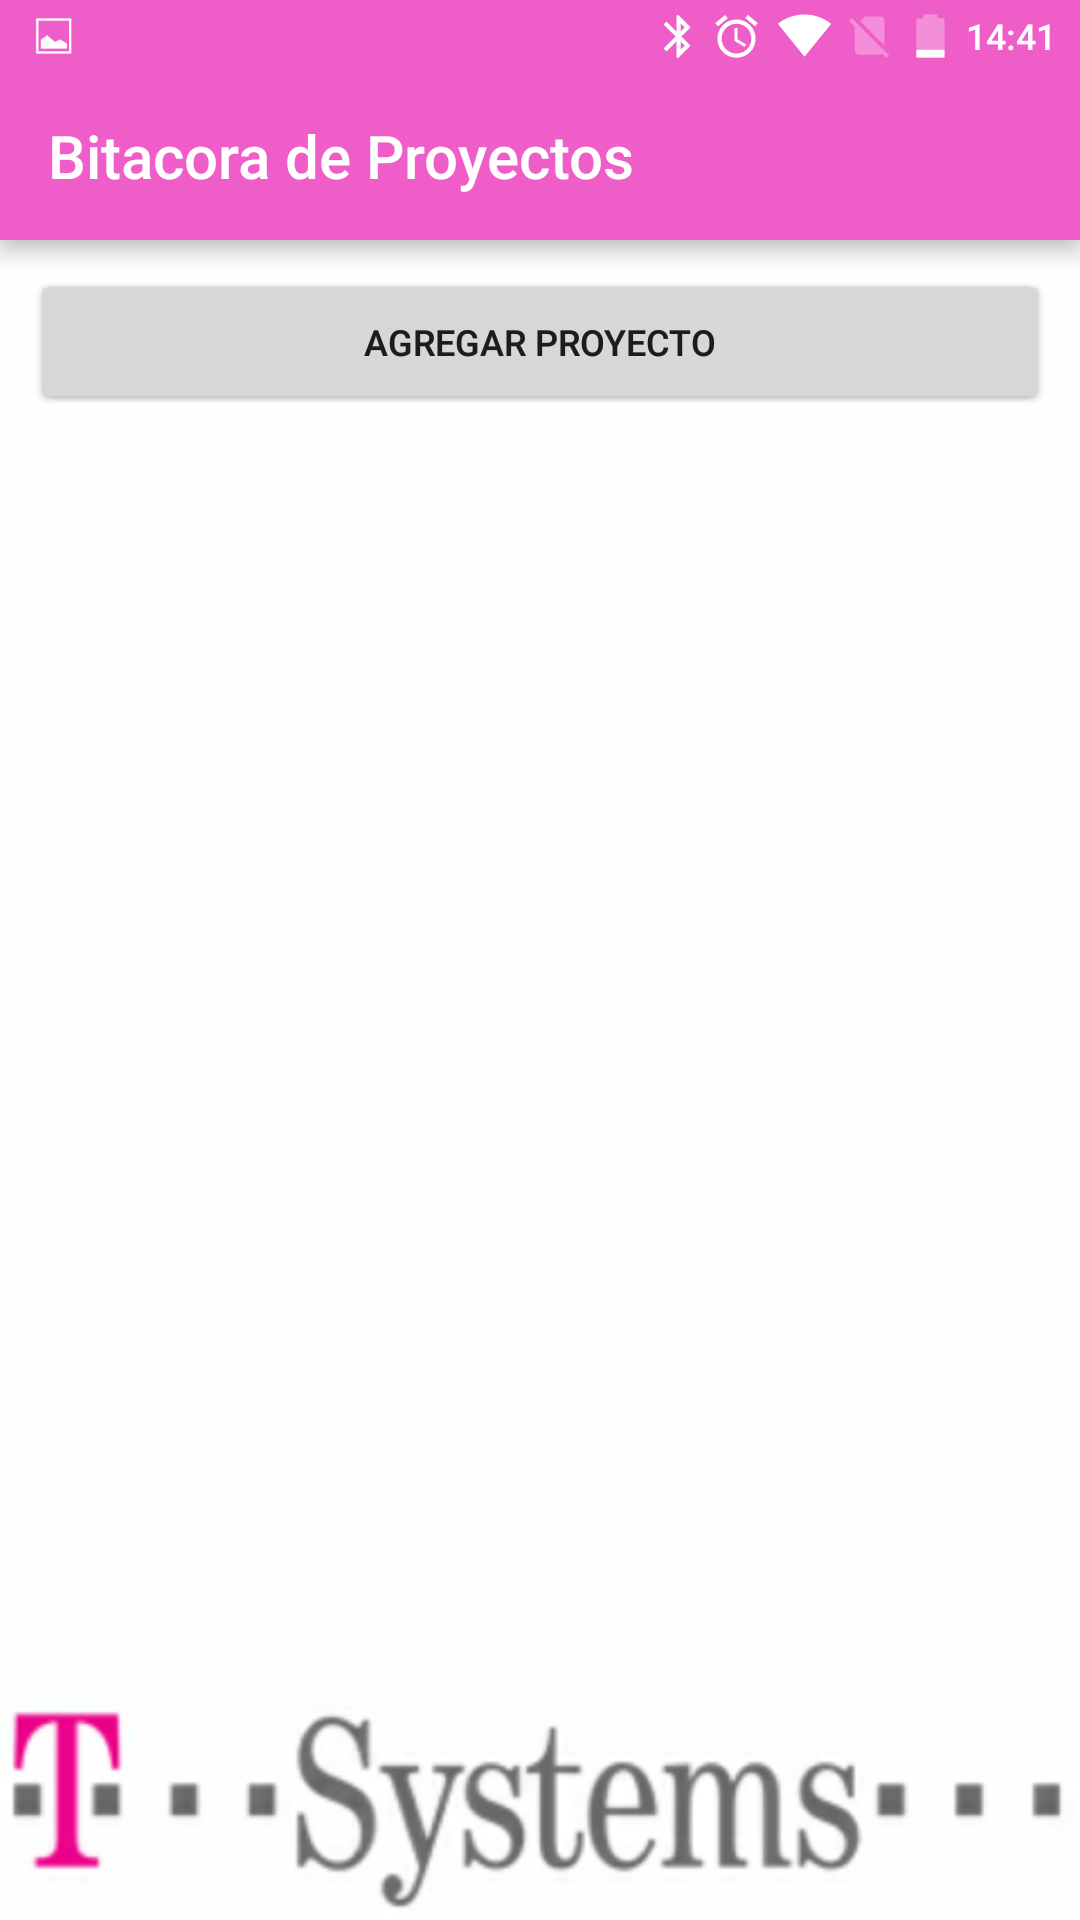 14:41
Bitacora de Proyectos
AGREGAR PROYECTO
T Systems